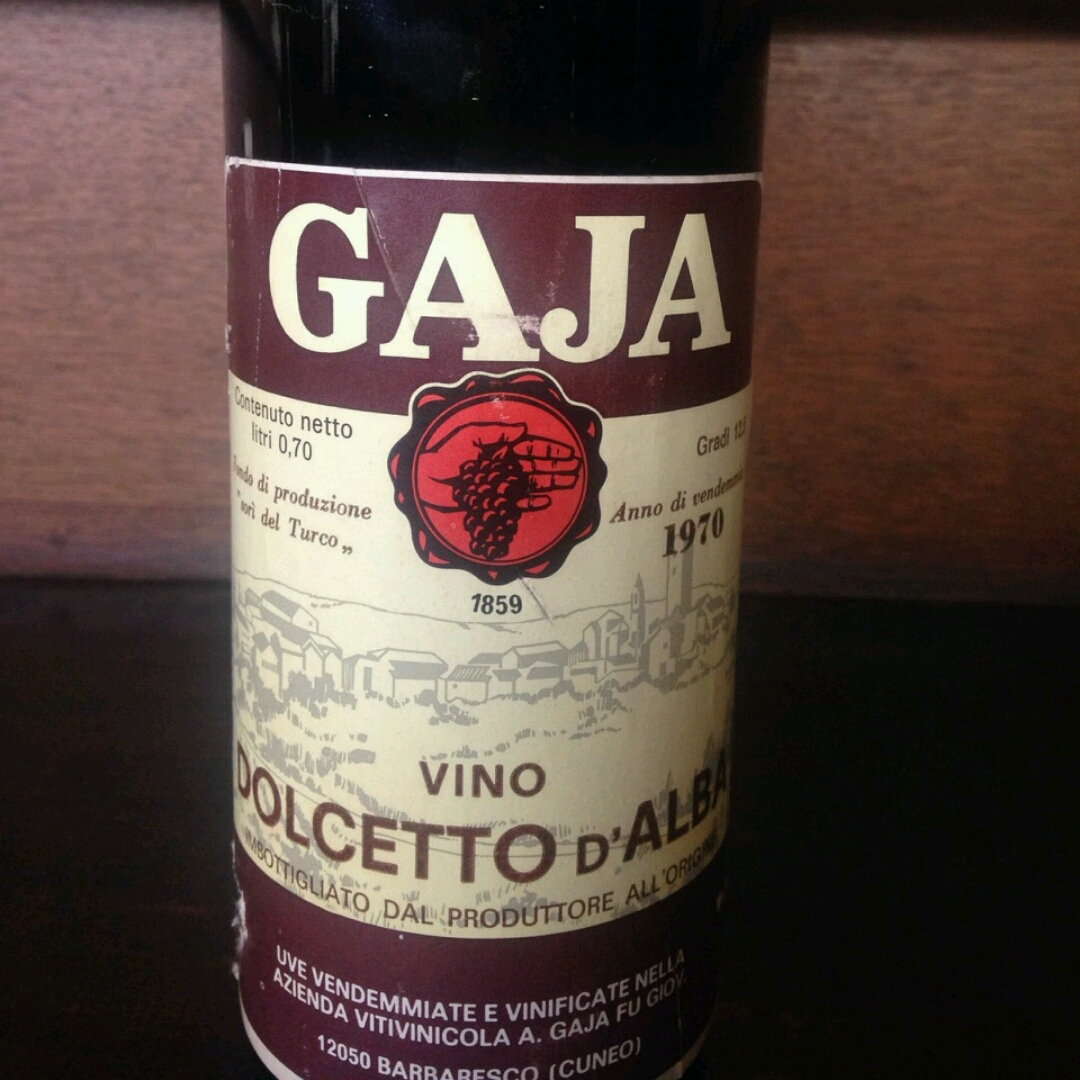 GAJA
Contenuto netto
litri 0,70
di produzione
del Turco„
Gradi
Anno di
1970
1859
VINO
DOLCETTO D'ALBA
IMBOTTIGLIATO DAL PRODUTTORE ALL'ORIGINE
UVE VENDEMMIATE E VINIFICATE NELLA
AZIENDA VITIVINICOLA A. GAJA FU GIOV.
12050 BARBARESCO (CUNEO)